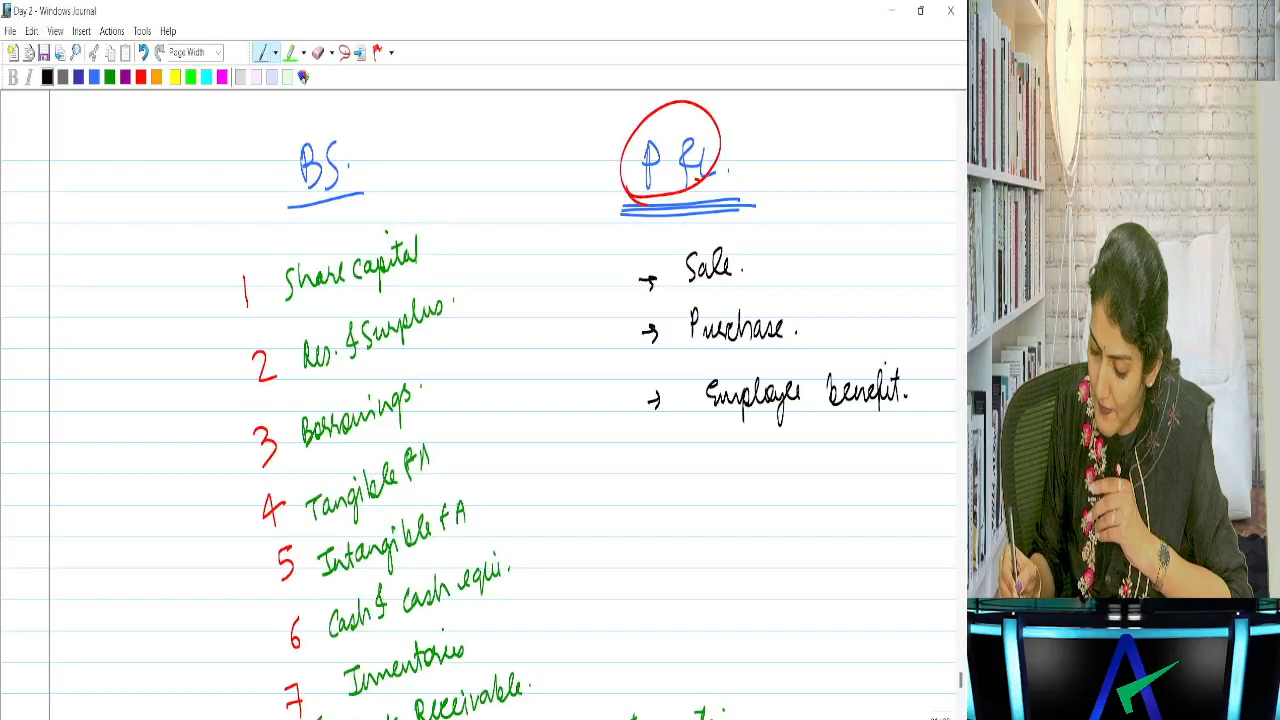 Day 2 - Windows Journal
File Edit View Insert Actions Tools Help
Page Width
B I
BS.
P &L.
1 Share capital
2 Res. & Surplus.
3 Borrowings.
4 Tangible FA
5 Intangible FA
6 Cash & cash equi.
7 Inventories
Receivable.
→ Sale.
→ Purchase.
→ Employee benefit.